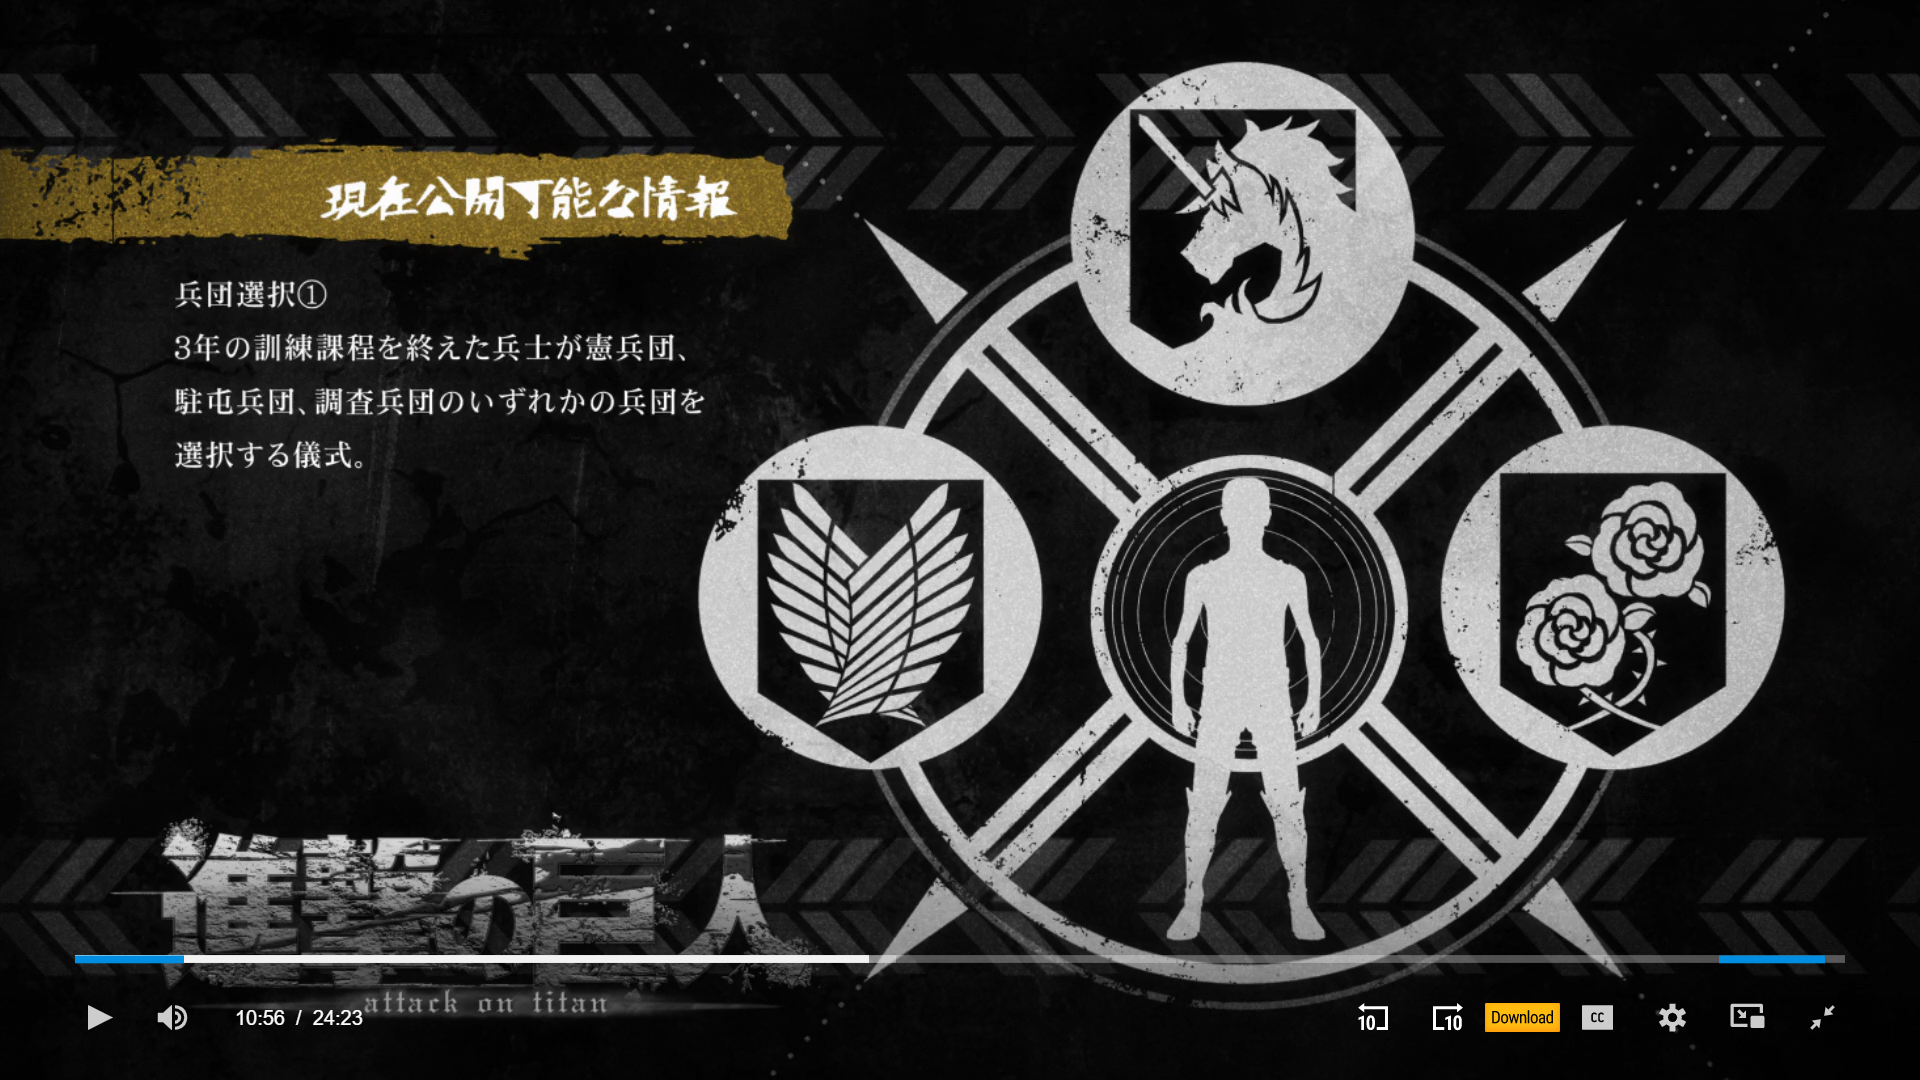 現在公開可能な情報
兵団選択①
3年の訓練課程を終えた兵士が憲兵団、
駐屯兵団、調査兵団のいずれかの兵団を
選択する儀式。
進撃の巨人
attack on titan
10:56 / 24:23
10
10
Download
CC